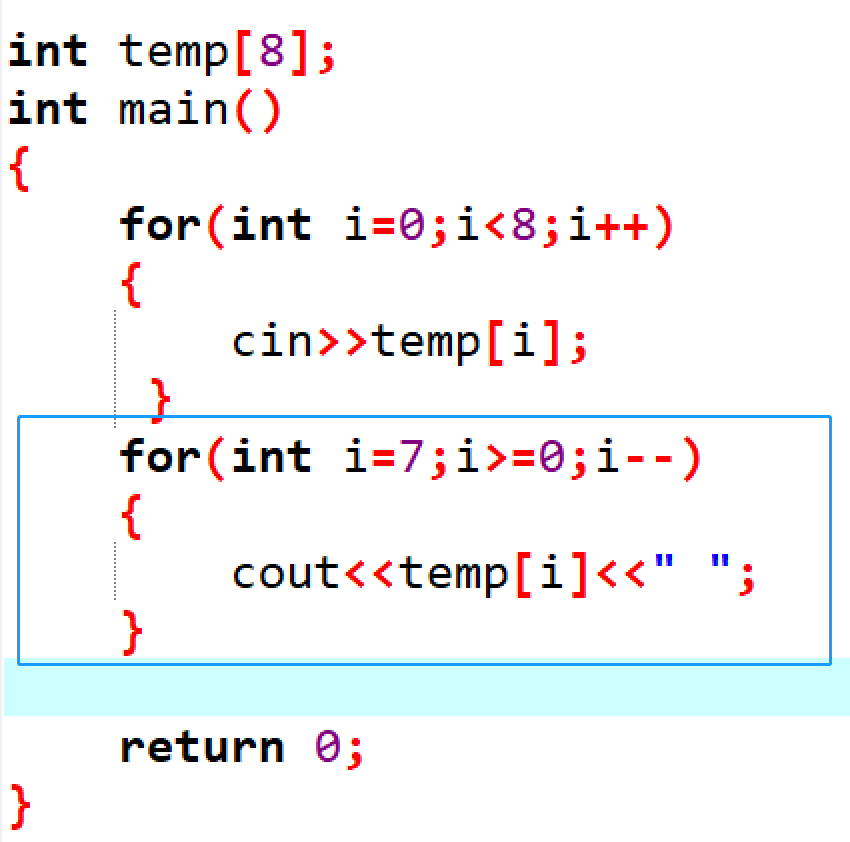 int temp[8];
int main()
{
    for(int i=0;i<8;i++)
    {
        cin>>temp[i];
     }
    for(int i=7;i>=0;i--)
    {
        cout<<temp[i]<<" ";
    }

    return 0;
}